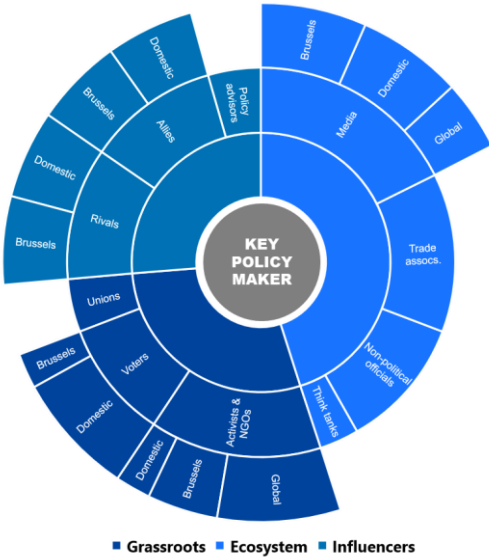 Brussels
Domestic
Global
Media
Trade
assocs.
Non-political
officials
Think tanks
KEY
POLICY
MAKER
Policy
advisors
Allies
Domestic
Brussels
Rivals
Domestic
Brussels
Unions
Voters
Brussels
Domestic
Activists &
NGOs
Domestic
Brussels
Global
Grassroots
Ecosystem
Influencers